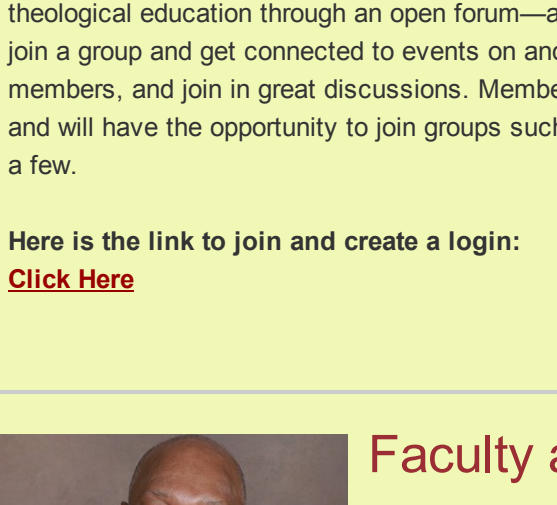 theological education through an open forum—a
join a group and get connected to events on and
members, and join in great discussions. Membe
and will have the opportunity to join groups such
a few.
Here is the link to join and create a login:
Click Here
Faculty a